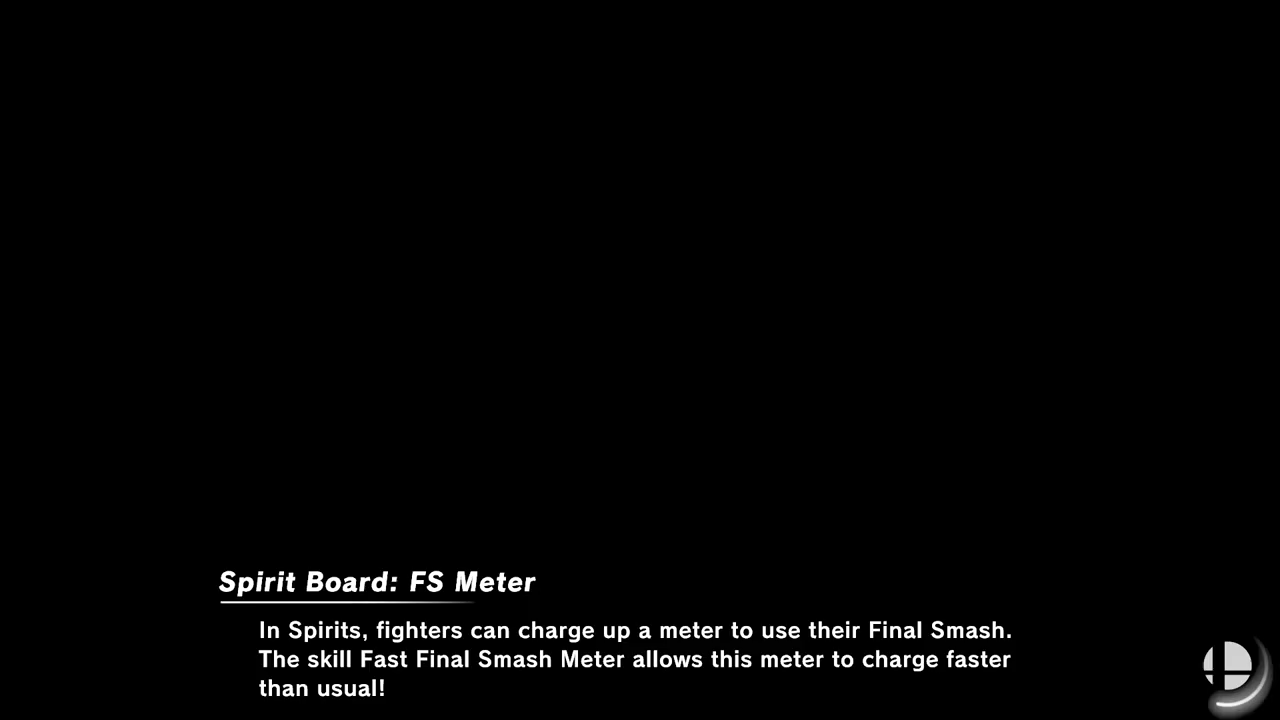 Spirit Board: FS Meter
In Spirits, fighters can charge up a meter to use their Final Smash.
The skill Fast Final Smash Meter allows this meter to charge faster
than usual!